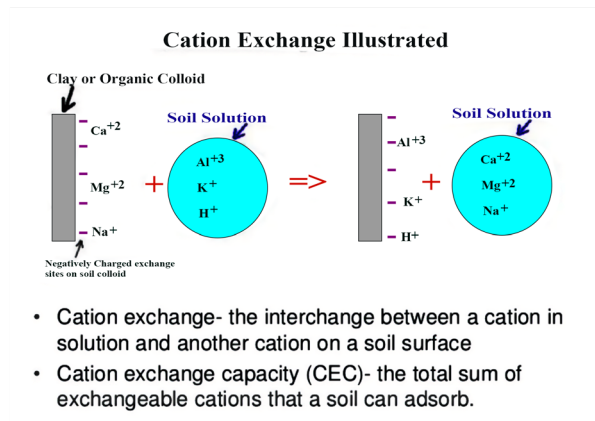 Cation Exchange Illustrated
Clay or Organic Colloid
Soil Solution
Soil Solution
Ca+2
Mg+2
Na+
+
Al+3
K+
H+
=>
Al+3
K+
H+
+
Ca+2
Mg+2
Na+
Negatively Charged exchange
sites on soil colloid
• Cation exchange- the interchange between a cation in
solution and another cation on a soil surface
• Cation exchange capacity (CEC)- the total sum of
exchangeable cations that a soil can adsorb.